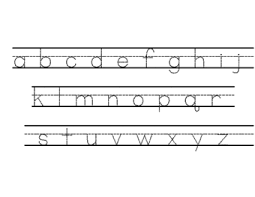 a b c d e f g h i j
k l m n o p q r
s t u v w x y z